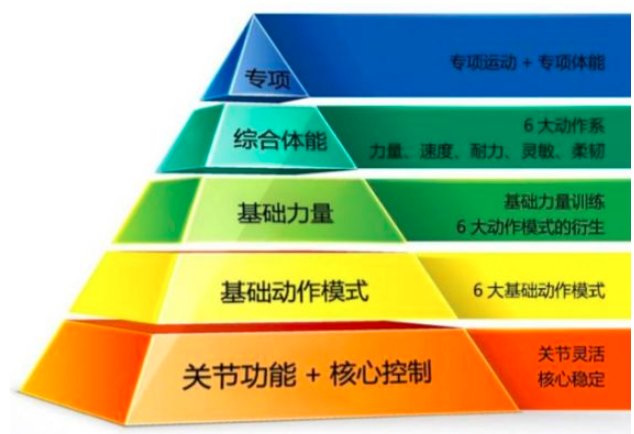 专项
专项运动 + 专项体能
综合体能
6 大动作系
力量、速度、耐力、灵敏、柔韧
基础力量
基础力量训练
6 大动作模式的衍生
基础动作模式
6 大基础动作模式
关节功能 + 核心控制
关节灵活
核心稳定